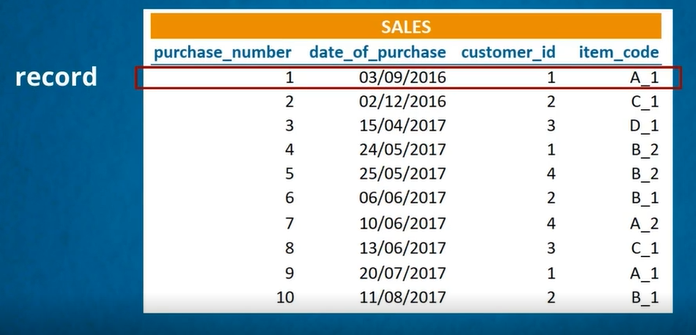 SALES
purchase_number date_of_purchase customer_id item_code
record 1 03/09/2016 1 A_1
2 02/12/2016 2 C_1
3 15/04/2017 3 D_1
4 24/05/2017 1 B_2
5 25/05/2017 4 B_2
6 06/06/2017 2 B_1
7 10/06/2017 4 A_2
8 13/06/2017 3 C_1
9 20/07/2017 1 A_1
10 11/08/2017 2 B_1